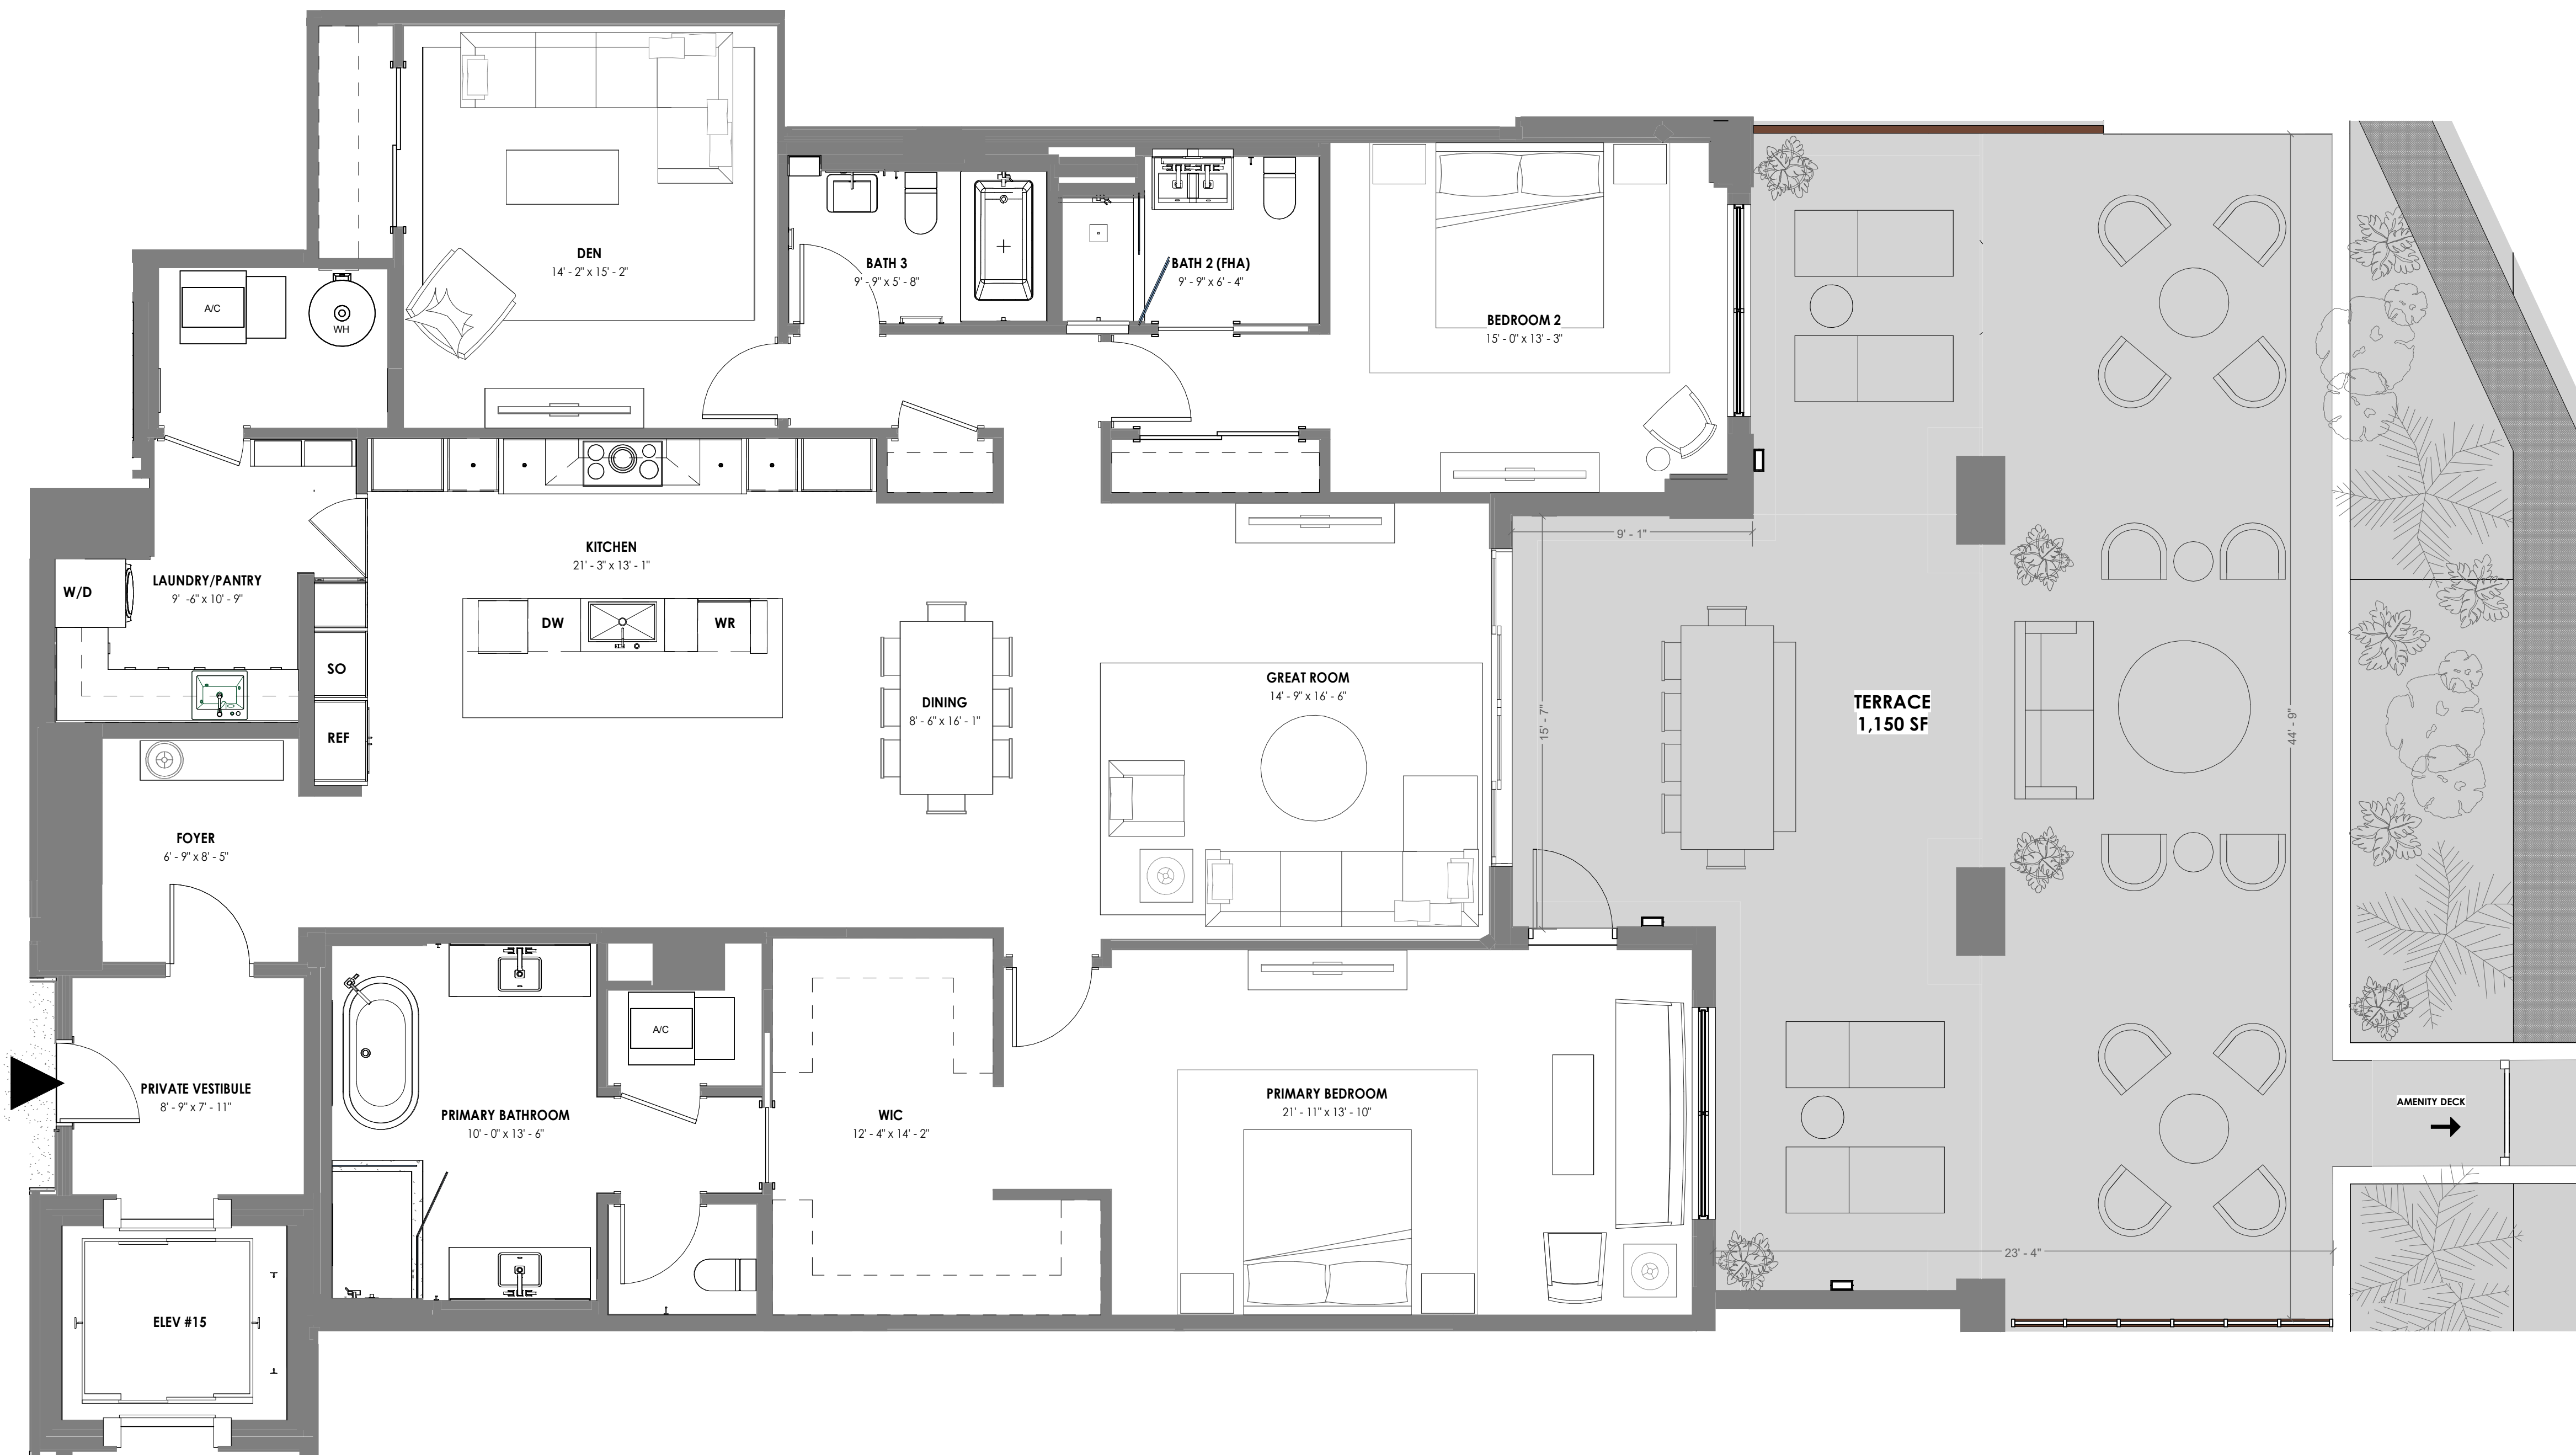 DEN
14' - 2" x 15' - 2"
BATH 3
9' - 9" x 5' - 8"
BATH 2 (FHA)
9' - 9" x 6' - 4"
BEDROOM 2
15' - 0" x 13' - 3"
A/C
WH
KITCHEN
21' - 3" x 13' - 1"
LAUNDRY/PANTRY
9' -6" x 10' - 9"
W/D
DW
WR
SO
REF
DINING
8' - 6" x 16' - 1"
GREAT ROOM
14' - 9" x 16' - 6"
9' - 1"
15' - 7"
TERRACE
1,150 SF
44' - 9"
FOYER
6' - 9" x 8' - 5"
A/C
PRIVATE VESTIBULE
8' - 9" x 7' - 11"
PRIMARY BATHROOM
10' - 0" x 13' - 6"
WIC
12' - 4" x 14' - 2"
PRIMARY BEDROOM
21' - 11" x 13' - 10"
AMENITY DECK
23' - 4"
ELEV #15